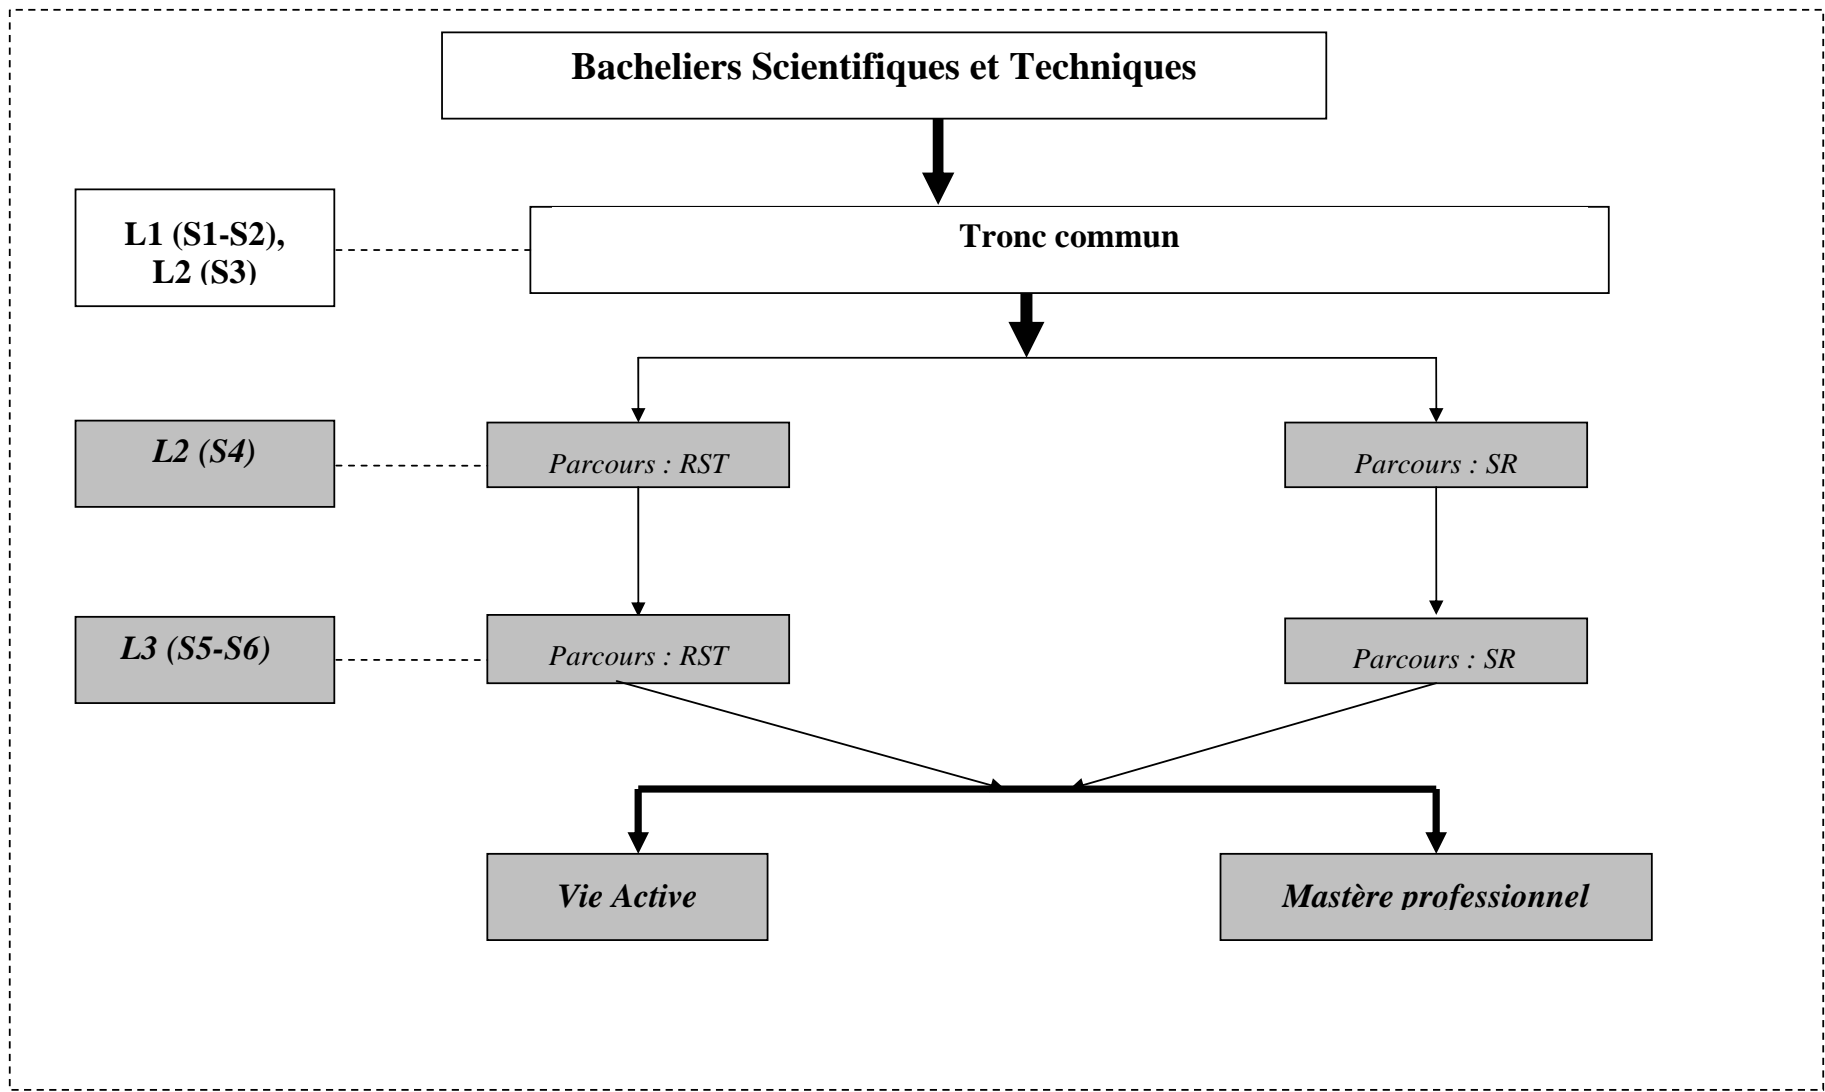 Bacheliers Scientifiques et Techniques
L1 (S1-S2),
L2 (S3)
Tronc commun
L2 (S4)
Parcours : RST
Parcours : SR
L3 (S5-S6)
Parcours : RST
Parcours : SR
Vie Active
Mastère professionnel